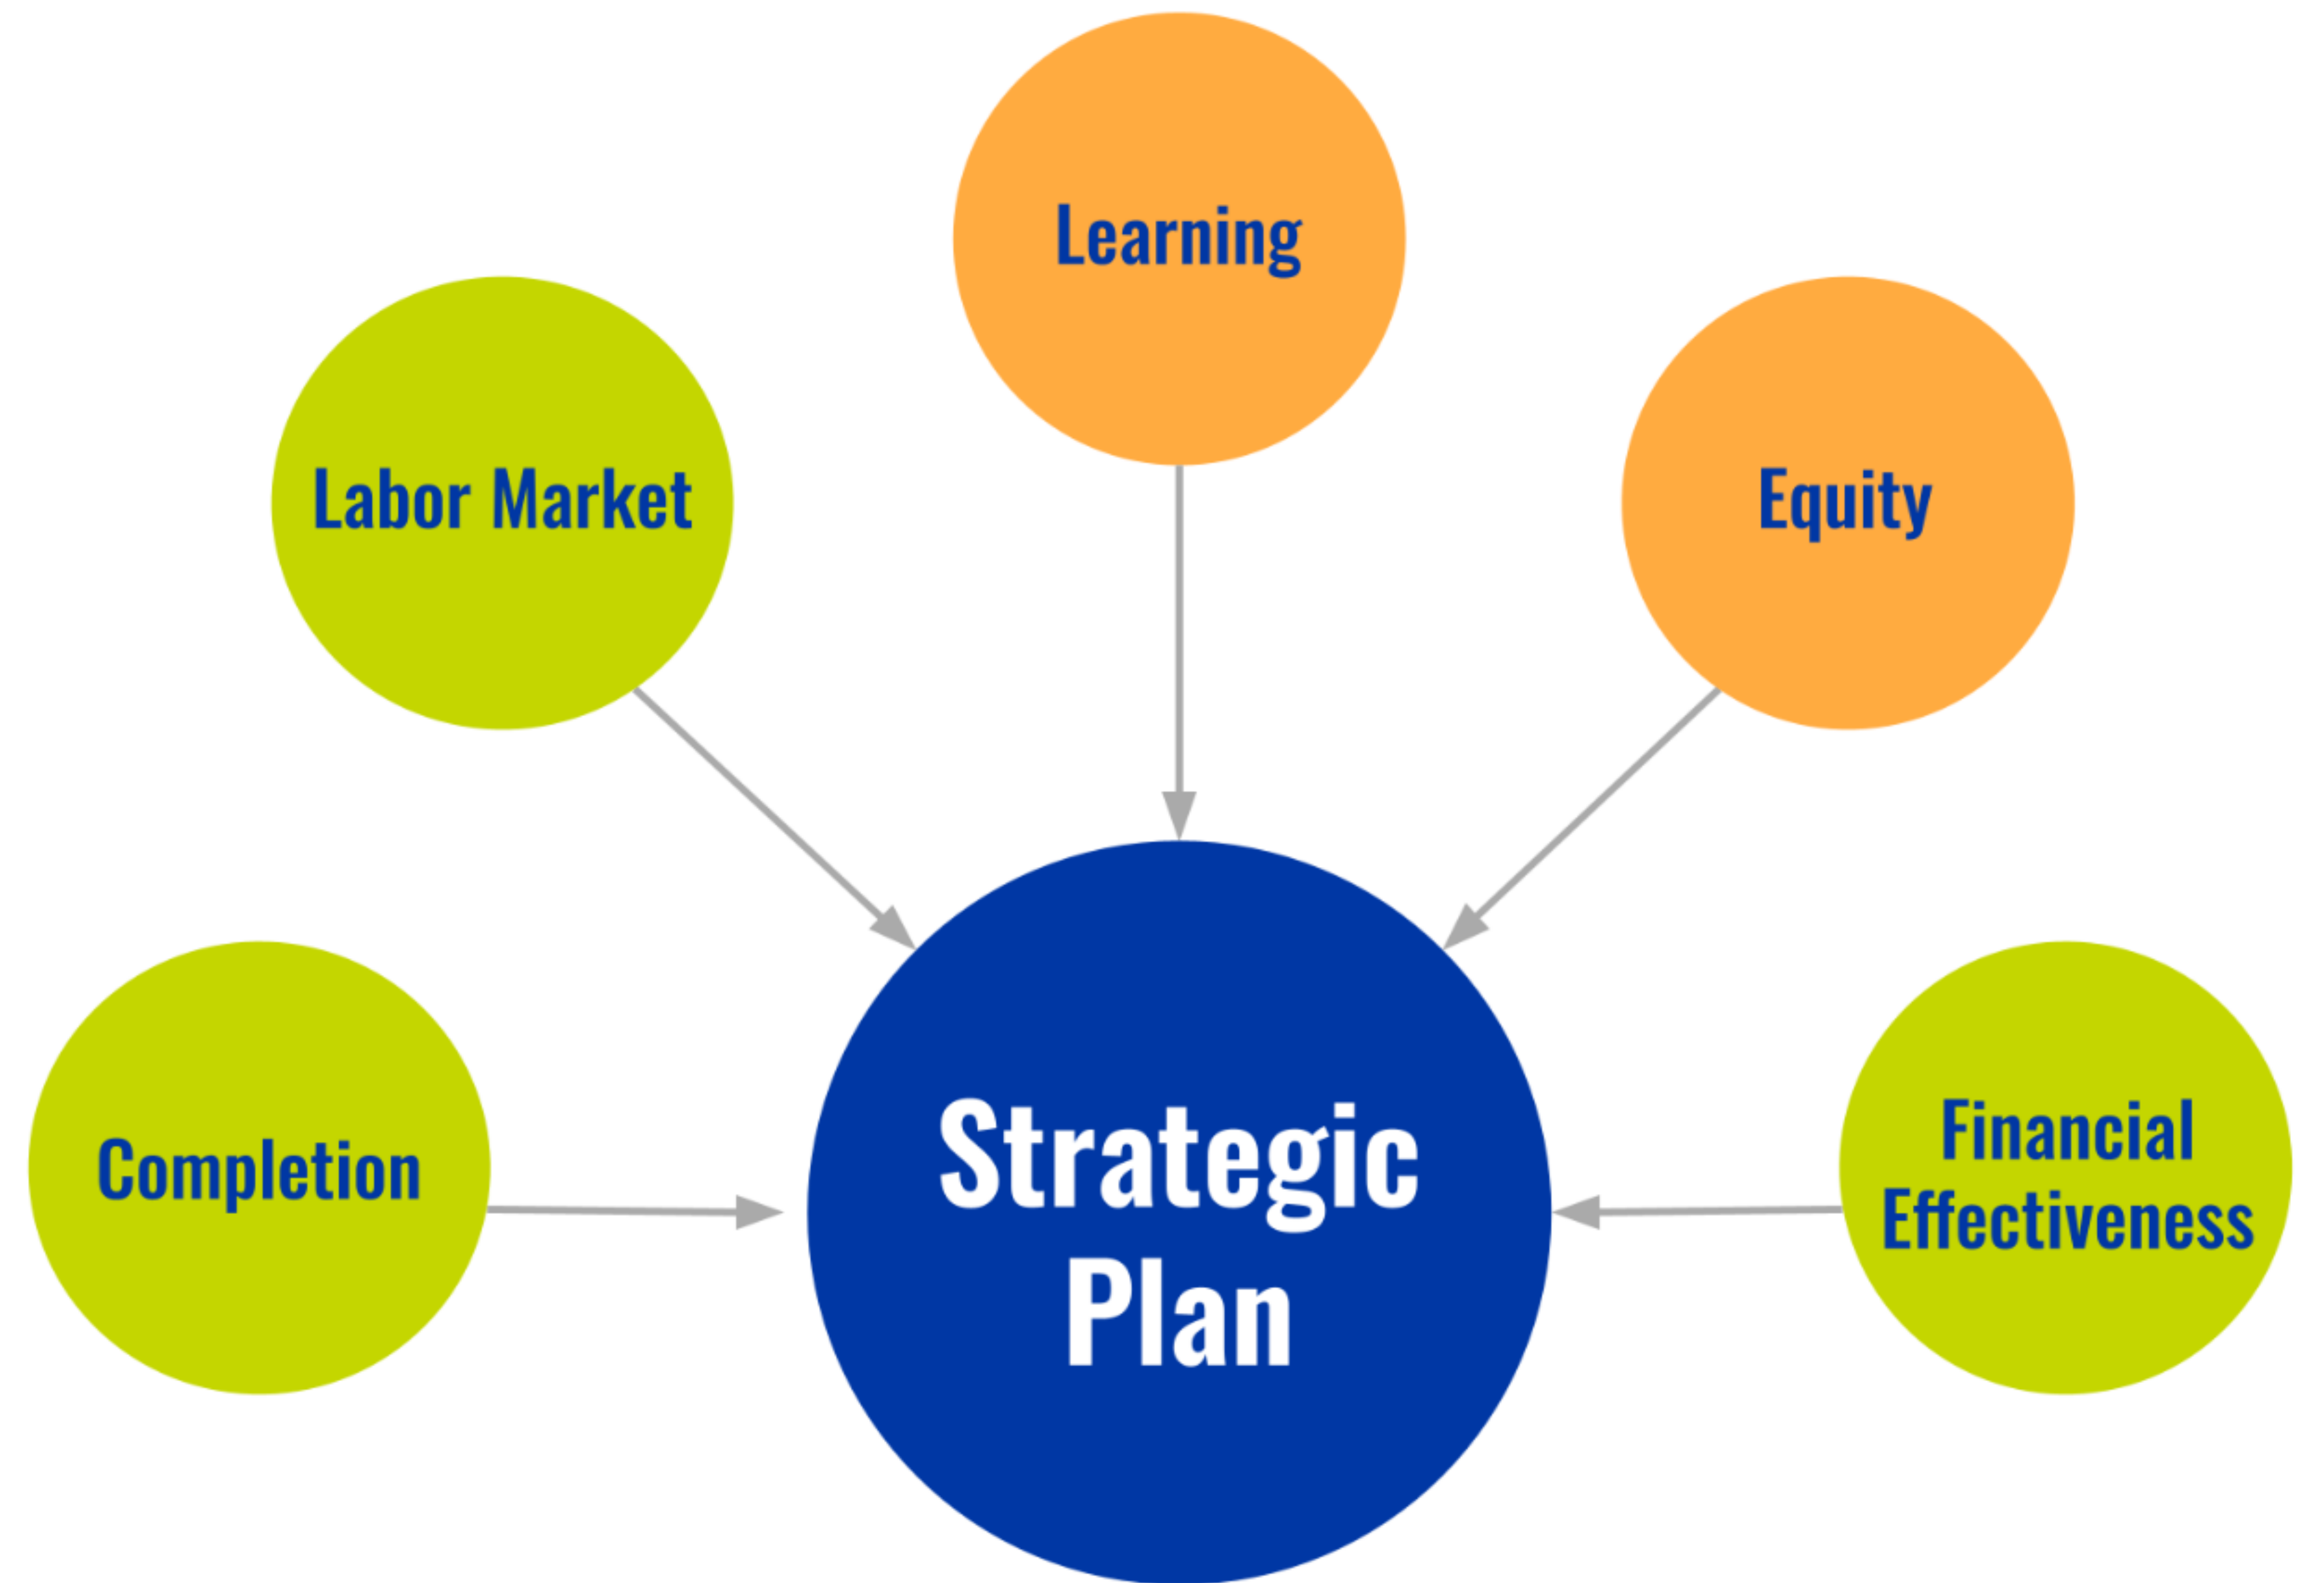 Learning
Labor Market
Equity
Completion
Strategic
Plan
Financial
Effectiveness